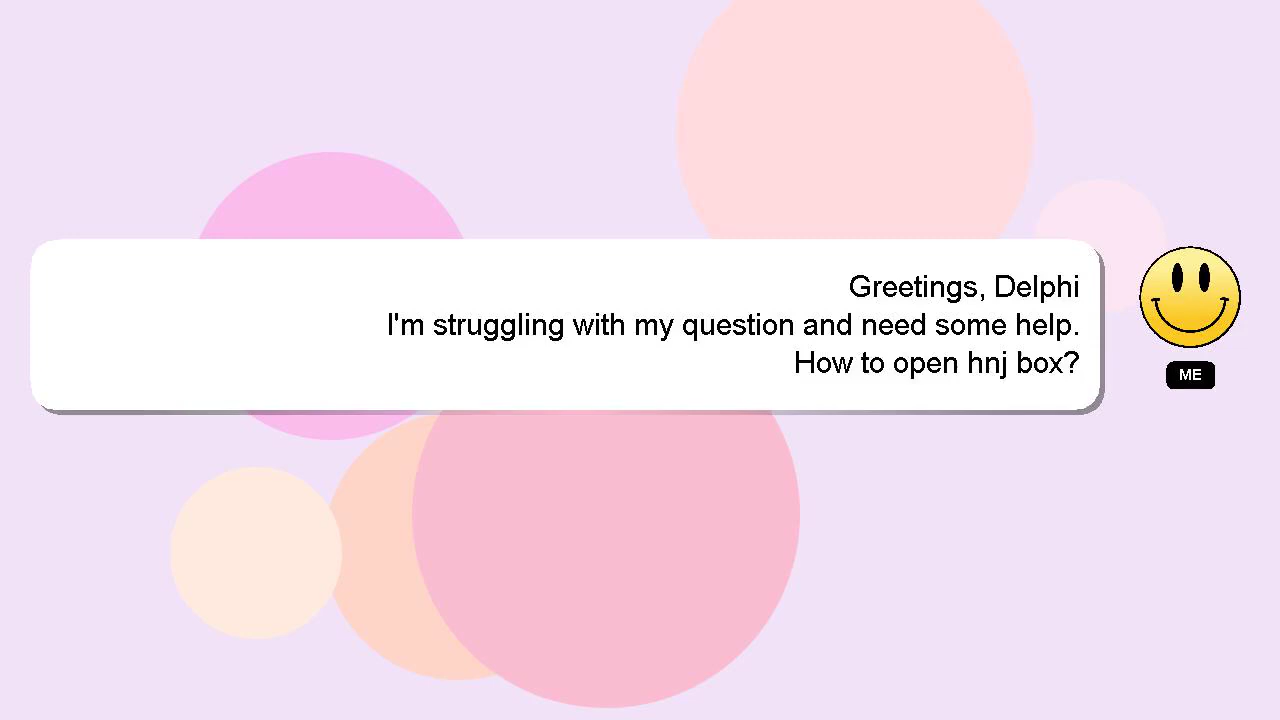 Greetings, Delphi
I'm struggling with my question and need some help.
How to open hnj box?
ME